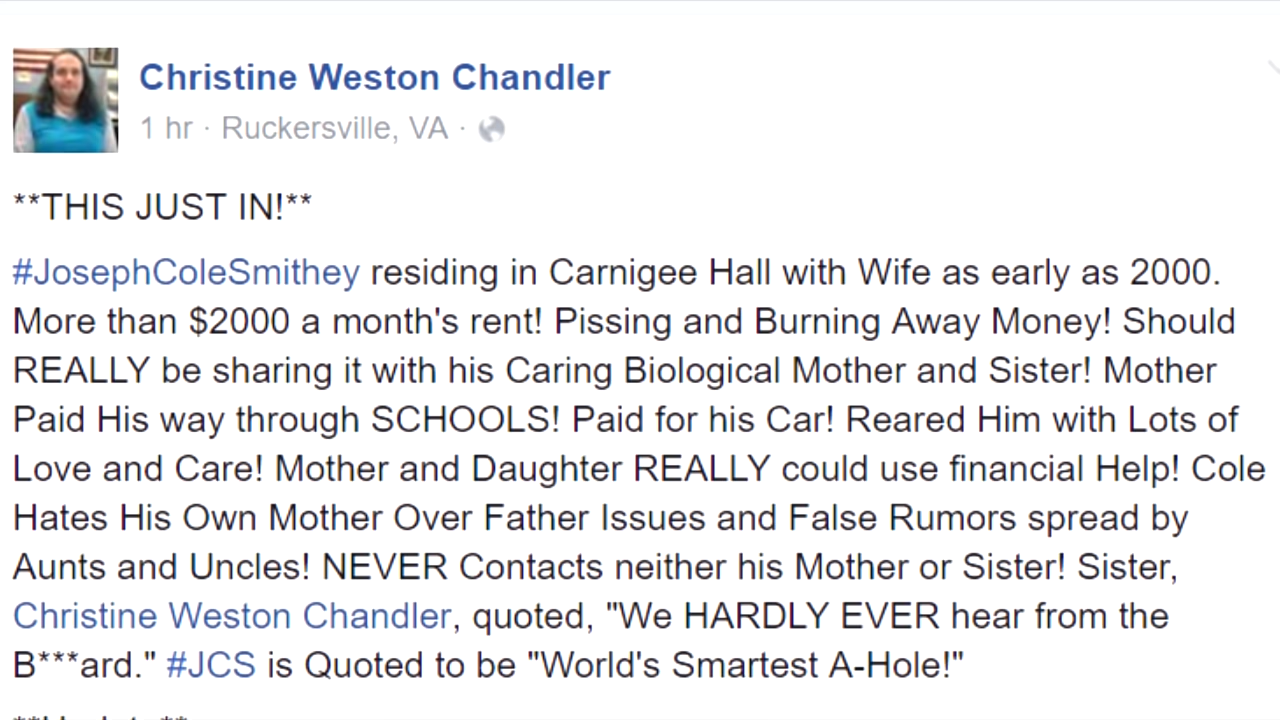 Christine Weston Chandler
1 hr · Ruckersville, VA ·
**THIS JUST IN!**
#JosephColeSmithey residing in Carnigee Hall with Wife as early as 2000.
More than $2000 a month's rent! Pissing and Burning Away Money! Should
REALLY be sharing it with his Caring Biological Mother and Sister! Mother
Paid His way through SCHOOLS! Paid for his Car! Reared Him with Lots of
Love and Care! Mother and Daughter REALLY could use financial Help! Cole
Hates His Own Mother Over Father Issues and False Rumors spread by
Aunts and Uncles! NEVER Contacts neither his Mother or Sister! Sister,
Christine Weston Chandler, quoted, "We HARDLY EVER hear from the
B***ard." #JCS is Quoted to be "World's Smartest A-Hole!"